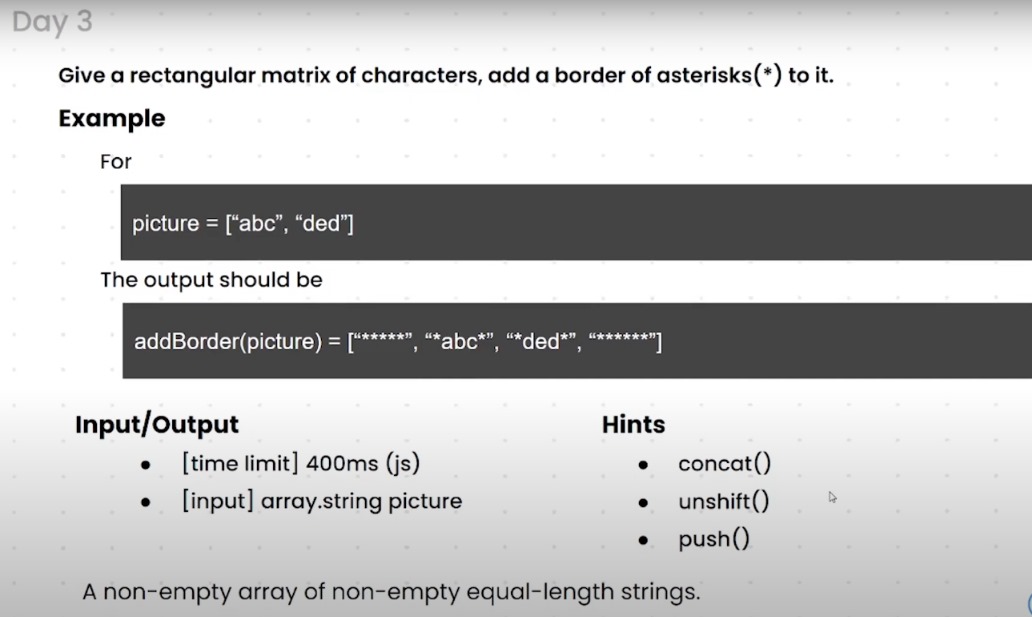 Day 3
Give a rectangular matrix of characters, add a border of asterisks(*) to it.
Example
For
picture = [“abc”, “ded”]
The output should be
addBorder(picture) = [“*****”, “*abc*”, “*ded*”, “******”]
Input/Output
• [time limit] 400ms (js)
• [input] array.string picture
Hints
• concat()
• unshift()
• push()
A non-empty array of non-empty equal-length strings.